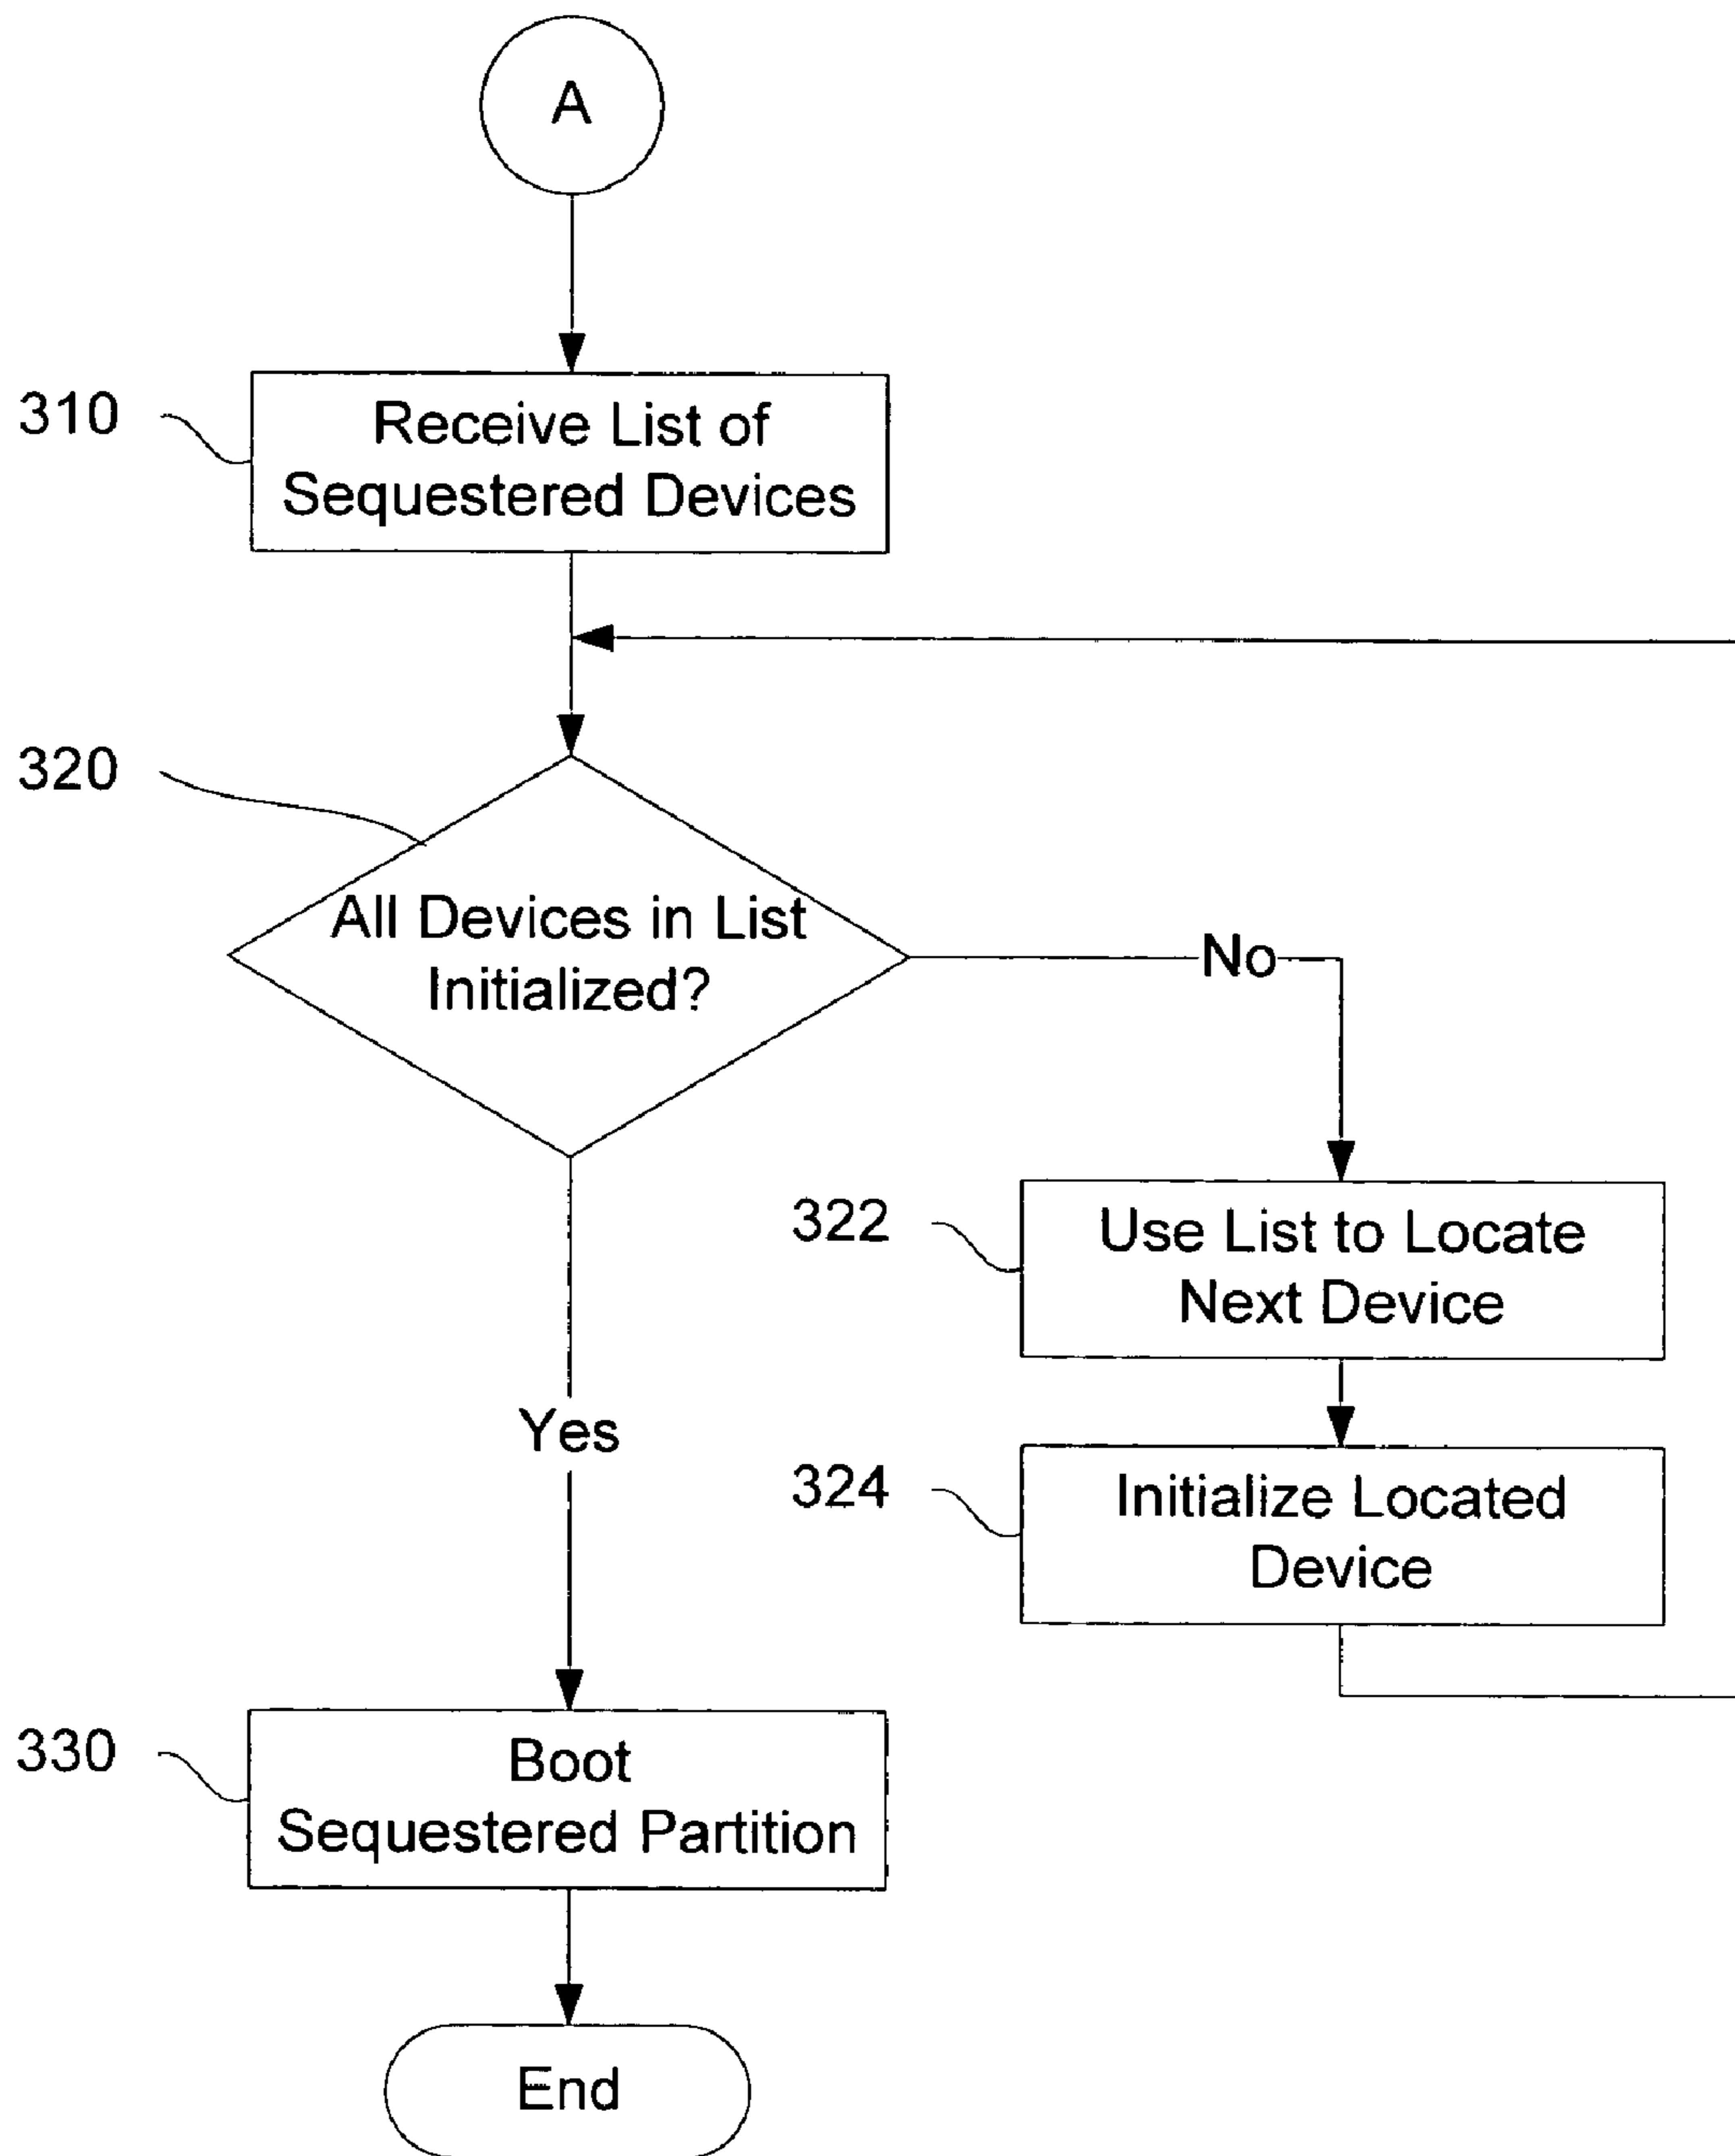 A
310
Receive List of
Sequestered Devices
320
All Devices in List
Initialized?
No
322
Use List to Locate
Next Device
Yes
324
Initialize Located
Device
330
Boot
Sequestered Partition
End